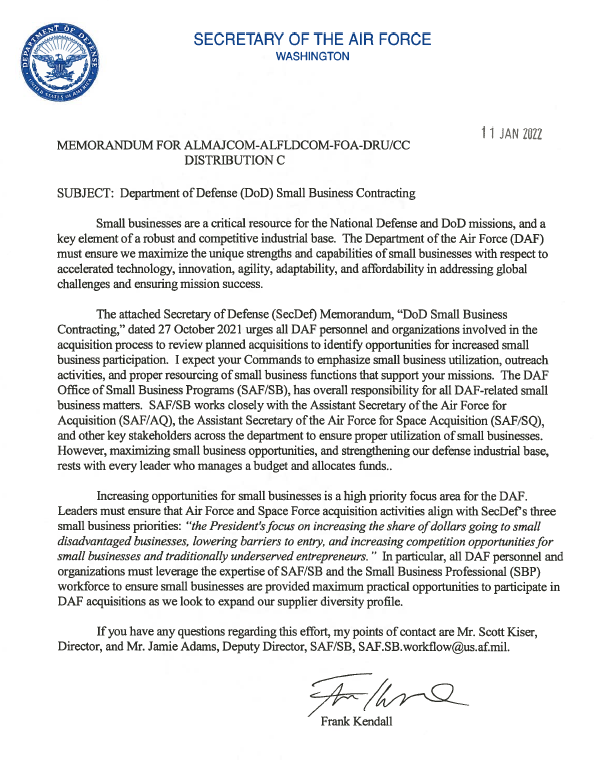 DEPARTMENT OF DEFENSE
UNITED STATES OF AMERICA
SECRETARY OF THE AIR FORCE
WASHINGTON
11 JAN 2022
MEMORANDUM FOR ALMAJCOM-ALFLDCOM-FOA-DRU/CC
DISTRIBUTION C
SUBJECT: Department of Defense (DoD) Small Business Contracting
Small businesses are a critical resource for the National Defense and DoD missions, and a
key element of a robust and competitive industrial base. The Department of the Air Force (DAF)
must ensure we maximize the unique strengths and capabilities of small businesses with respect to
accelerated technology, innovation, agility, adaptability, and affordability in addressing global
challenges and ensuring mission success.
The attached Secretary of Defense (SecDef) Memorandum, “DoD Small Business
Contracting,” dated 27 October 2021 urges all DAF personnel and organizations involved in the
acquisition process to review planned acquisitions to identify opportunities for increased small
business participation. I expect your Commands to emphasize small business utilization, outreach
activities, and proper resourcing of small business functions that support your missions. The DAF
Office of Small Business Programs (SAF/SB), has overall responsibility for all DAF-related small
business matters. SAF/SB works closely with the Assistant Secretary of the Air Force for
Acquisition (SAF/AQ), the Assistant Secretary of the Air Force for Space Acquisition (SAF/SQ),
and other key stakeholders across the department to ensure proper utilization of small businesses.
However, maximizing small business opportunities, and strengthening our defense industrial base,
rests with every leader who manages a budget and allocates funds..
Increasing opportunities for small businesses is a high priority focus area for the DAF.
Leaders must ensure that Air Force and Space Force acquisition activities align with SecDef's three
small business priorities: "the President's focus on increasing the share of dollars going to small
disadvantaged businesses, lowering barriers to entry, and increasing competition opportunities for
small businesses and traditionally underserved entrepreneurs." In particular, all DAF personnel and
organizations must leverage the expertise of SAF/SB and the Small Business Professional (SBP)
workforce to ensure small businesses are provided maximum practical opportunities to participate in
DAF acquisitions as we look to expand our supplier diversity profile.
If you have any questions regarding this effort, my points of contact are Mr. Scott Kiser,
Director, and Mr. Jamie Adams, Deputy Director, SAF/SB, SAF.SB.workflow@us.af.mil.
Frank Kendall